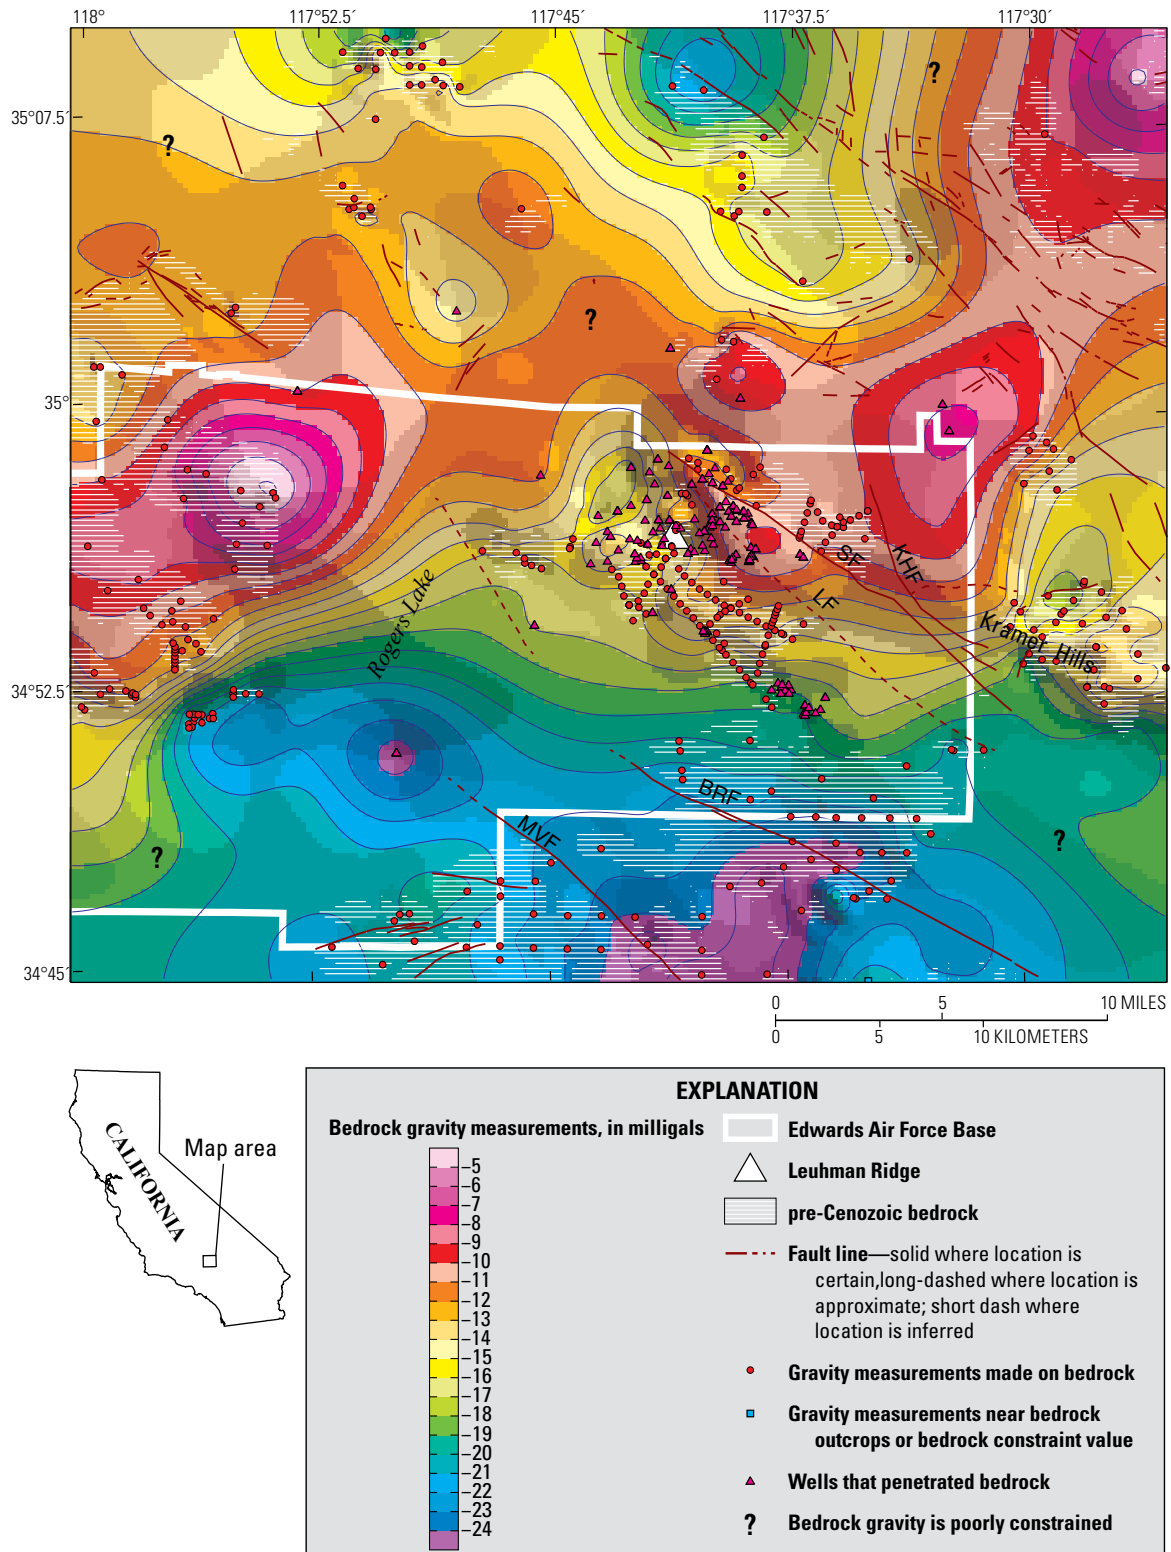 118°
117°52.5´
117°45´
117°37.5´
117°30´
35°07.5´
35°
34°52.5´
34°45´
?
?
?
?
?
Rogers Lake
SF
KHF
LF
Kramer Hills
BRF
MVF
0 5 10 MILES
0 5 10 KILOMETERS
CALIFORNIA
Map area
EXPLANATION
Bedrock gravity measurements, in milligals
–5
–6
–7
–8
–9
–10
–11
–12
–13
–14
–15
–16
–17
–18
–19
–20
–21
–22
–23
–24
Edwards Air Force Base
Leuhman Ridge
pre-Cenozoic bedrock
Fault line—solid where location is
certain,long-dashed where location is
approximate; short dash where
location is inferred
Gravity measurements made on bedrock
Gravity measurements near bedrock
outcrops or bedrock constraint value
Wells that penetrated bedrock
? Bedrock gravity is poorly constrained